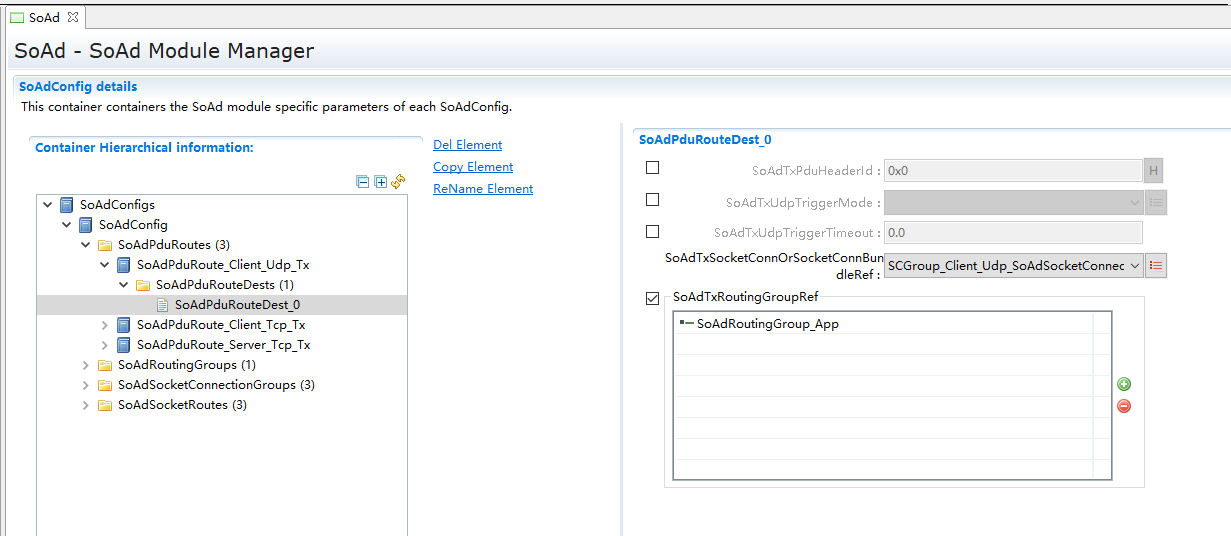 SoAd
SoAd - SoAd Module Manager
SoAdConfig details
This container containers the SoAd module specific parameters of each SoAdConfig.
Container Hierarchical information:
Del Element
Copy Element
ReName Element
SoAdConfigs
SoAdConfig
SoAdPduRoutes (3)
SoAdPduRoute_Client_Udp_Tx
SoAdPduRouteDests (1)
SoAdPduRouteDest_0
SoAdPduRoute_Client_Tcp_Tx
SoAdPduRoute_Server_Tcp_Tx
SoAdRoutingGroups (1)
SoAdSocketConnectionGroups (3)
SoAdSocketRoutes (3)
SoAdPduRouteDest_0
SoAdTxPduHeaderId : 0x0 H
SoAdTxUdpTriggerMode :
SoAdTxUdpTriggerTimeout : 0.0
SoAdTxSocketConnOrSocketConnBun
dleRef : SCGroup_Client_Udp_SoAdSocketConnec
SoAdTxRoutingGroupRef
SoAdRoutingGroup_App